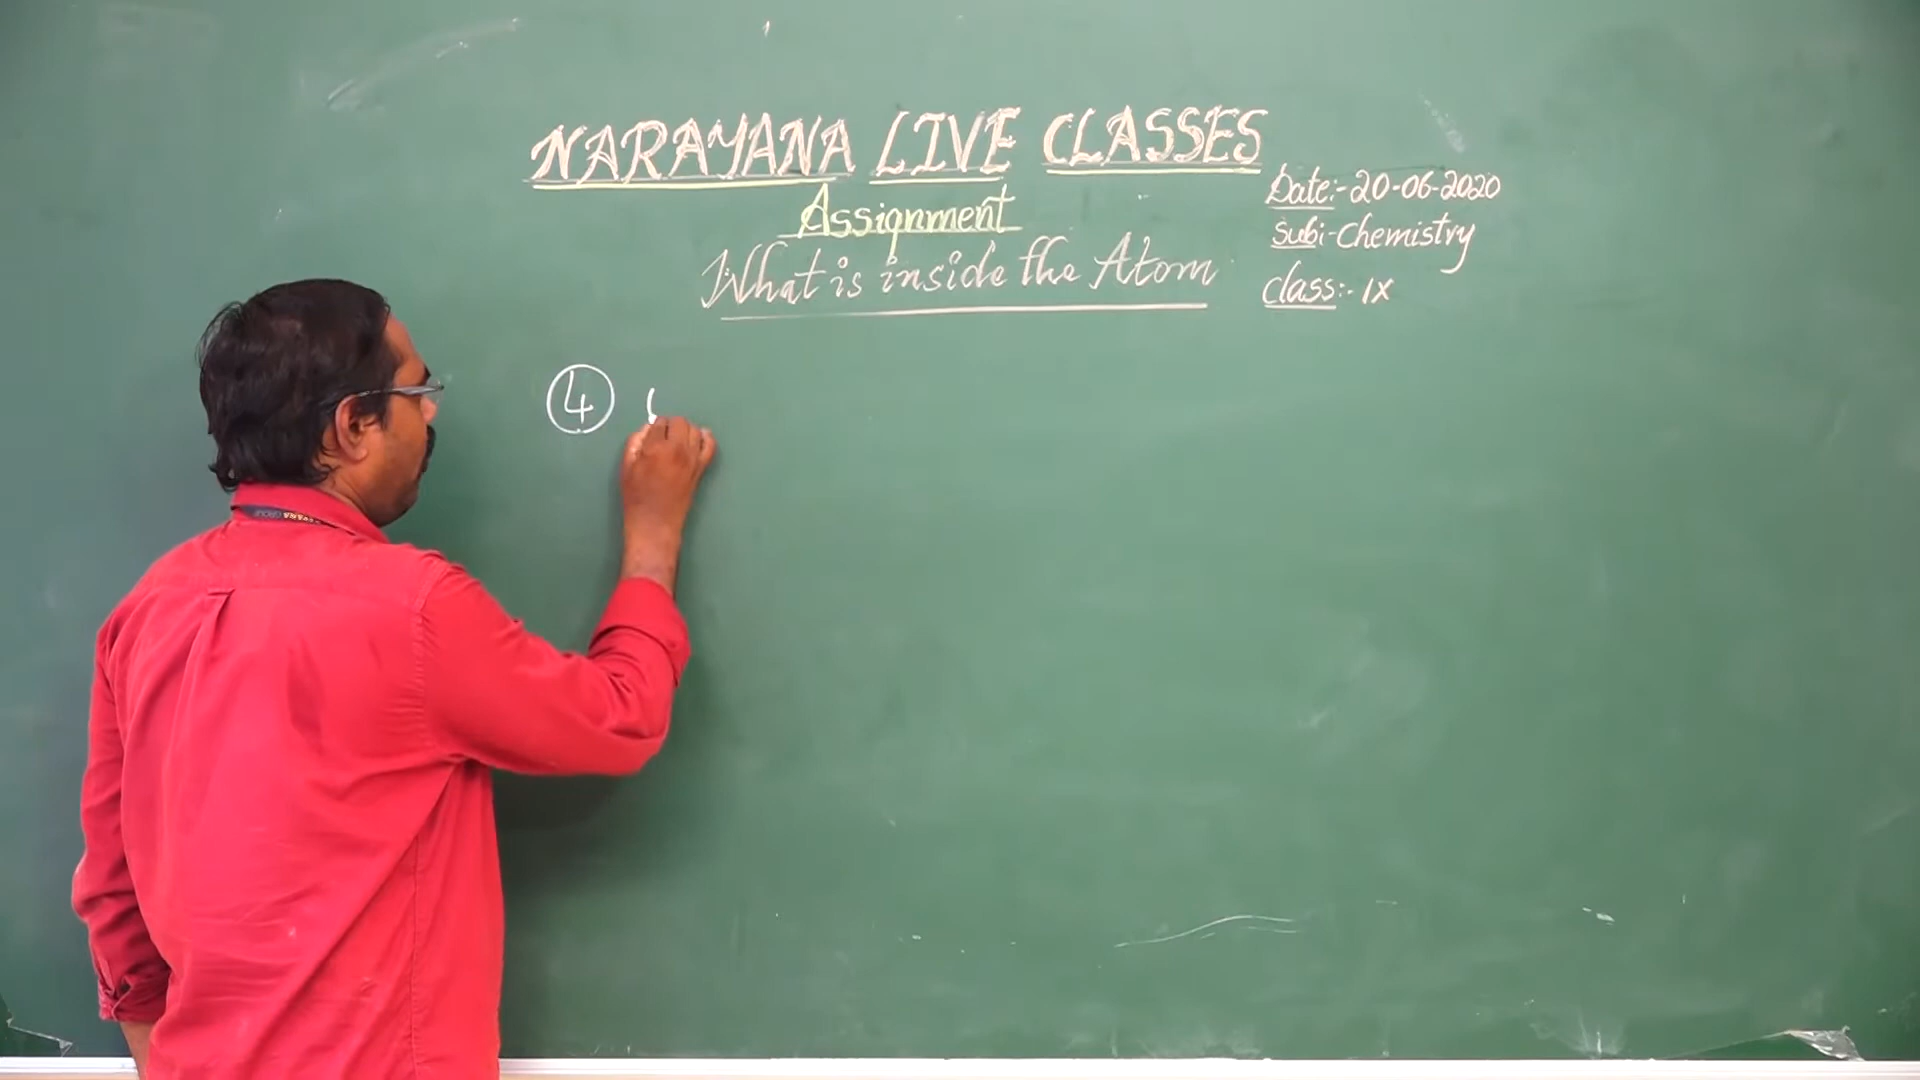 NARAYANA LIVE CLASSES
Assignment
What is inside the Atom
Date:-20-06-2020
Sub:-Chemistry
Class:-IX
4